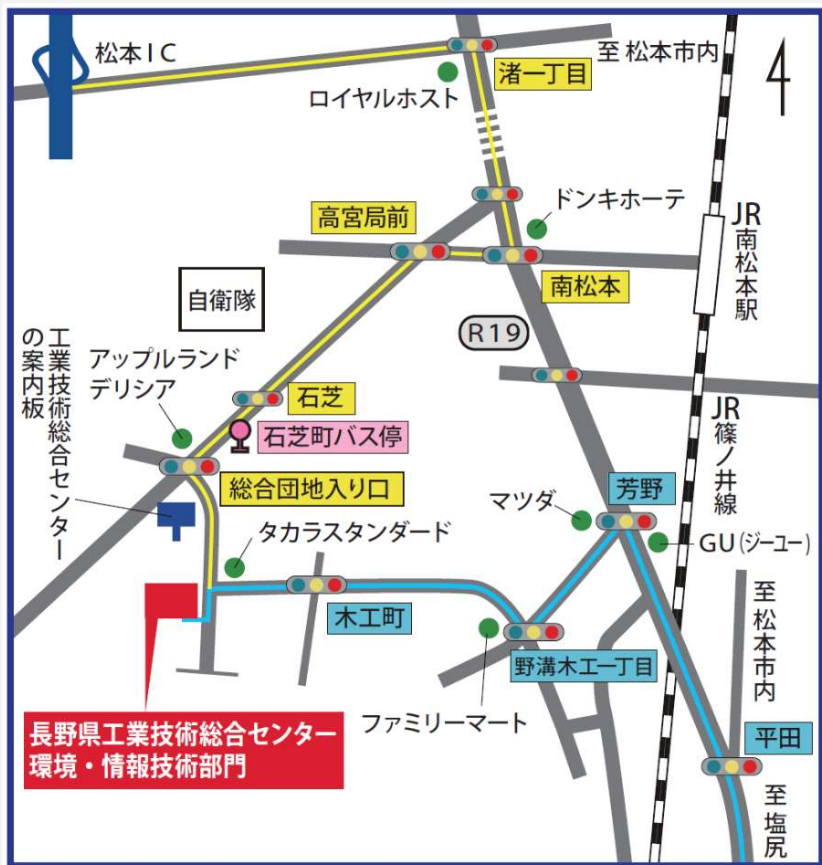 松本IC
至 松本市内
渚一丁目
ロイヤルホスト
ドンキホーテ
高宮局前
南松本
JR
南松本駅
自衛隊
R19
アップルランド
デリシア
工業技術総合センター
の案内板
石芝
石芝町バス停
JR
篠ノ井線
総合団地入り口
芳野
マツダ
GU(ジーユー)
タカラスタンダード
木工町
至 松本市内
野溝木工一丁目
ファミリーマート
平田
長野県工業技術総合センター
環境・情報技術部門
至 塩尻